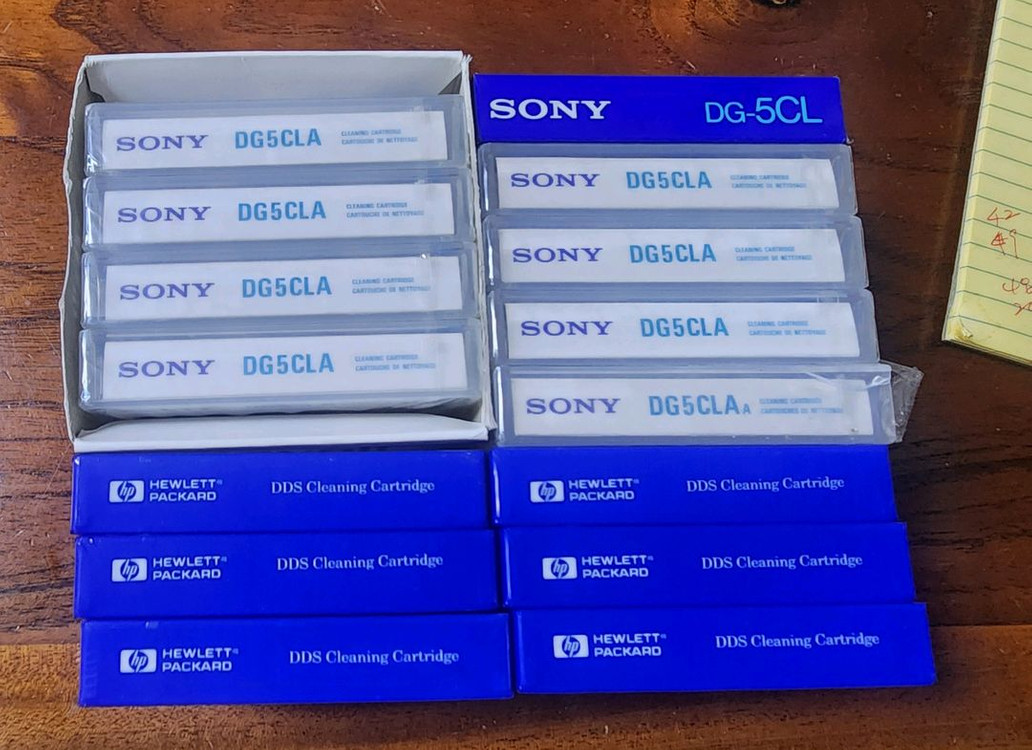 SONY DG5CLA CLEANING CARTRIDGE
CARTOUCHE DE NETTOYAGE
SONY DG5CLA CLEANING CARTRIDGE
CARTOUCHE DE NETTOYAGE
SONY DG5CLA CLEANING CARTRIDGE
CARTOUCHE DE NETTOYAGE
SONY DG5CLA CLEANING CARTRIDGE
CARTOUCHE DE NETTOYAGE
SONY DG-5CL
SONY DG5CLA CLEANING CARTRIDGE
CARTOUCHE DE NETTOYAGE
SONY DG5CLA CLEANING CARTRIDGE
CARTOUCHE DE NETTOYAGE
SONY DG5CLA CLEANING CARTRIDGE
CARTOUCHE DE NETTOYAGE
SONY DG5CLA A CLEANING CARTRIDGE
CARTOUCHES DE NETTOYAGE
hp HEWLETT® PACKARD DDS Cleaning Cartridge
hp HEWLETT® PACKARD DDS Cleaning Cartridge
hp HEWLETT® PACKARD DDS Cleaning Cartridge
hp HEWLETT® PACKARD DDS Cleaning Cartridge
hp HEWLETT® PACKARD DDS Cleaning Cartridge
hp HEWLETT® PACKARD DDS Cleaning Cartridge
42
49